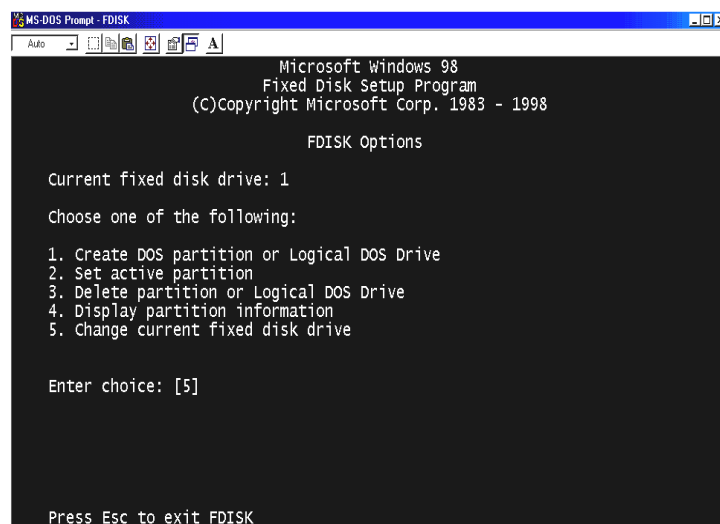 MS-DOS Prompt - FDISK
Auto
A
Microsoft Windows 98
Fixed Disk Setup Program
(C)Copyright Microsoft Corp. 1983 - 1998
FDISK Options
Current fixed disk drive: 1
Choose one of the following:
1. Create DOS partition or Logical DOS Drive
2. Set active partition
3. Delete partition or Logical DOS Drive
4. Display partition information
5. Change current fixed disk drive
Enter choice: [5]
Press Esc to exit FDISK